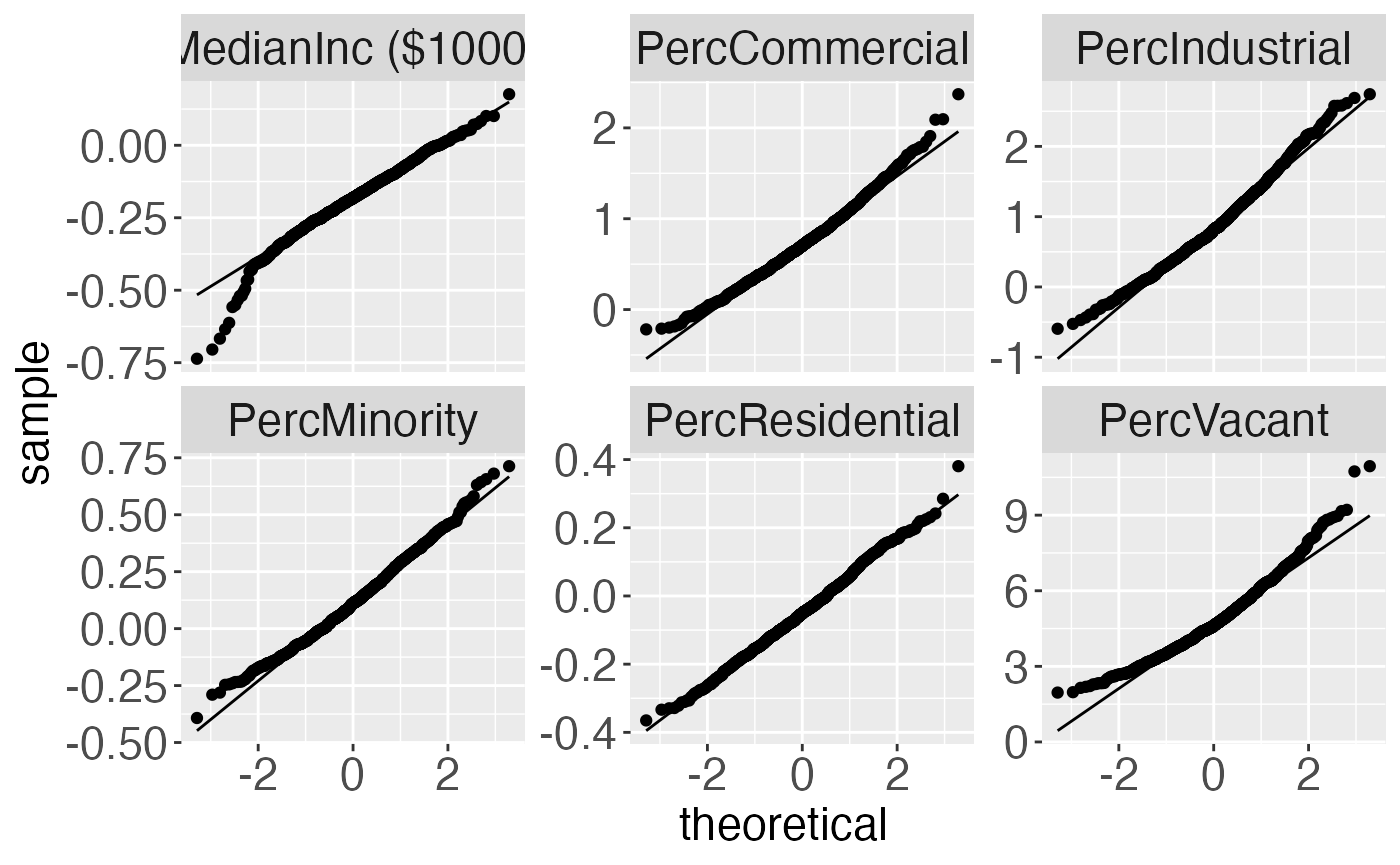 MedianInc ($1000
PercCommercial
PercIndustrial
0.00
-0.25
-0.50
-0.75
2
1
0
2
1
0
-1
sample
PercMinority
PercResidential
PercVacant
0.75
0.50
0.25
0.00
-0.25
-0.50
0.4
0.2
0.0
-0.2
-0.4
9
6
3
0
-2 0 2
-2 0 2
-2 0 2
theoretical